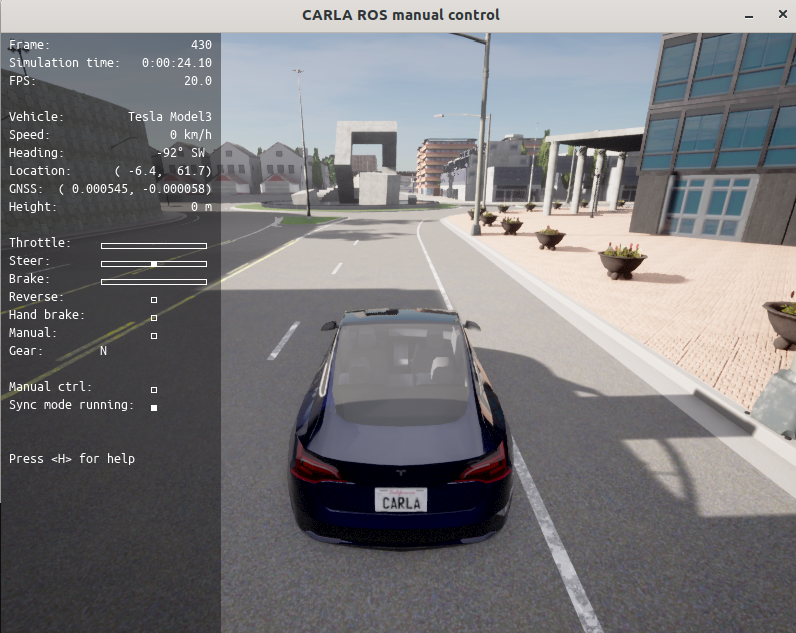 CARLA ROS manual control
Frame: 430
Simulation time: 0:00:24.10
FPS: 20.0
Vehicle: Tesla Model3
Speed: 0 km/h
Heading: -92° SW
Location: ( -6.4, 61.7)
GNSS: ( 0.000545, -0.000058)
Height: 0 m
Throttle:
Steer:
Brake:
Reverse:
Hand brake:
Manual:
Gear: N
Manual ctrl:
Sync mode running:
Press <H> for help
CARLA